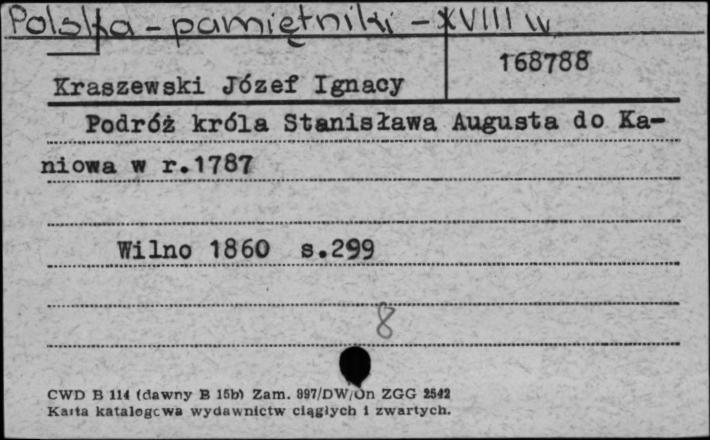 Polska - pamiętniki - XVIII w
168788
Kraszewski Józef Ignacy
Podróż króla Stanisława Augusta do Ka-
niowa w r.1787
Wilno 1860 s.299
8
CWD B 114 (dawny B 15b) Zam. 997/DW/On ZGG 2542
Karta katalogowa wydawnictw ciągłych i zwartych.